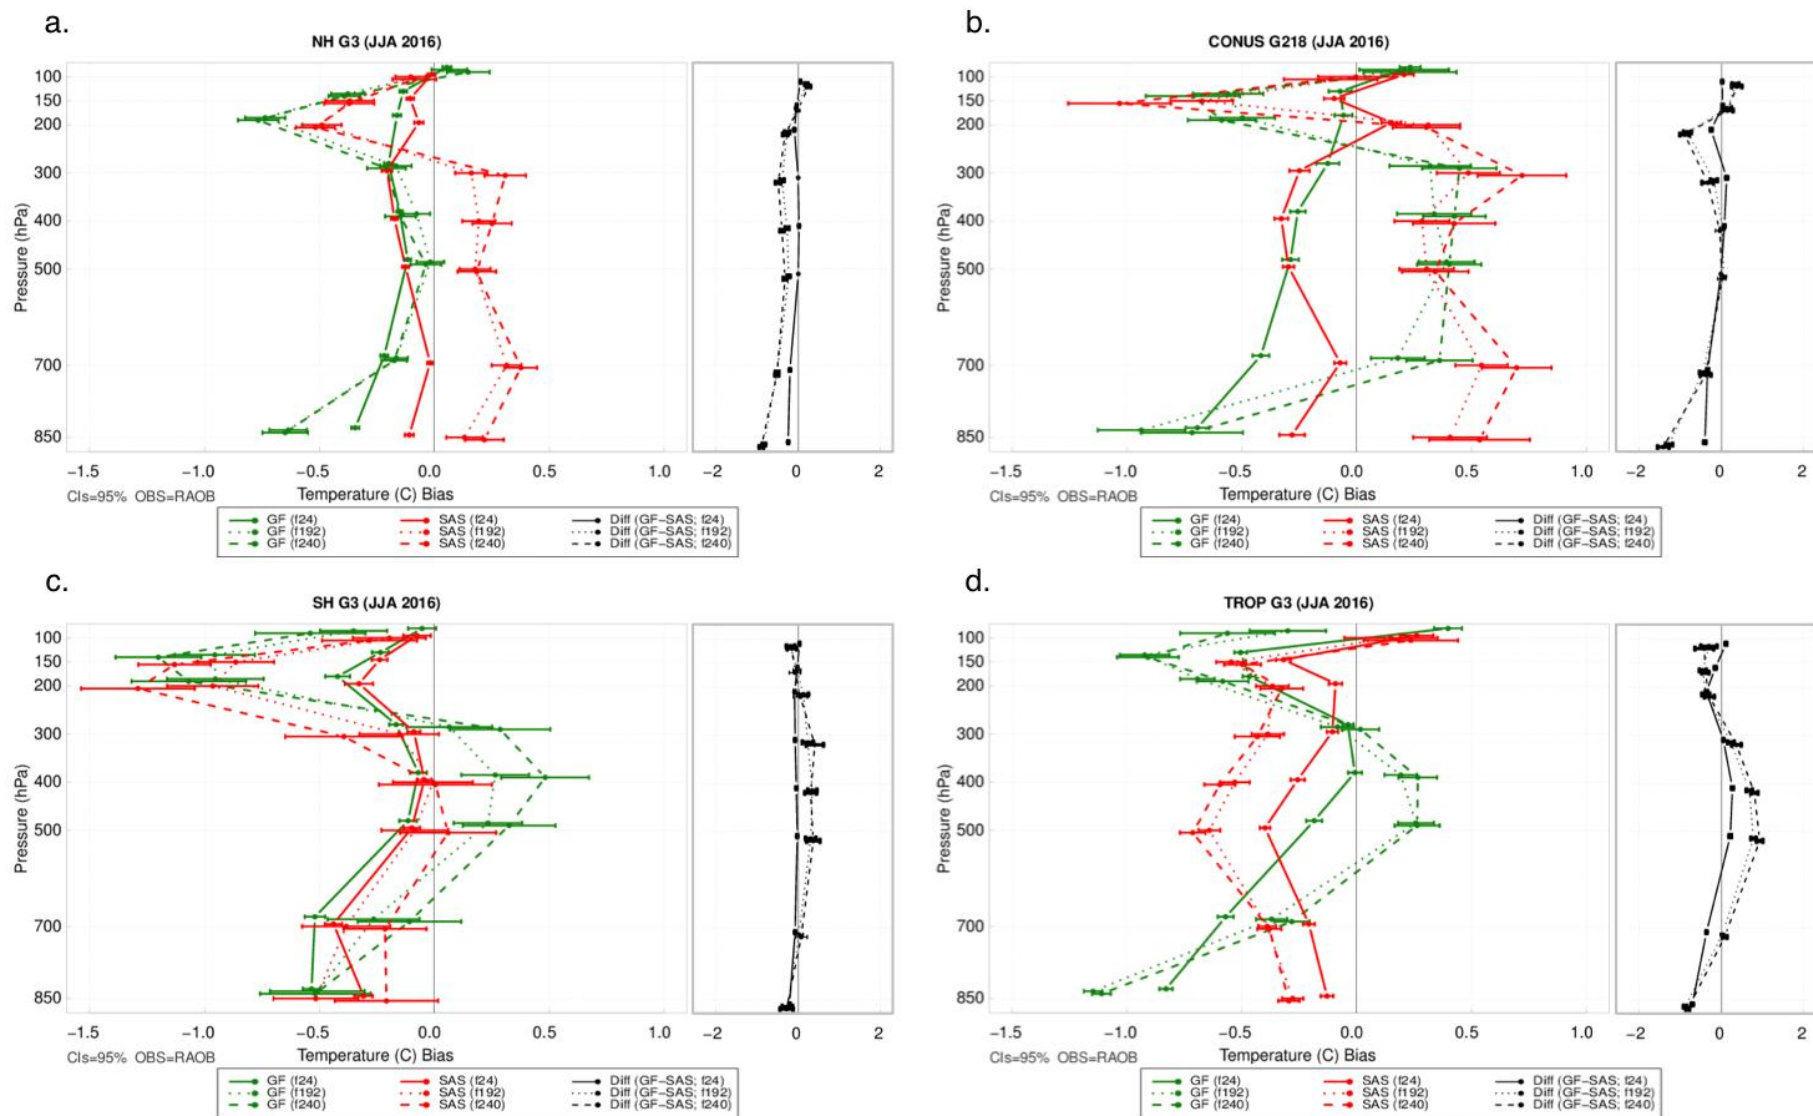 a.
NH G3 (JJA 2016)
100
150
200
300
400
500
700
850
Pressure (hPa)
−1.5 −1.0 −0.5 0.0 0.5 1.0 −2 0 2
CIs=95% OBS=RAOB Temperature (C) Bias
GF (f24) SAS (f24) Diff (GF−SAS; f24)
GF (f192) SAS (f192) Diff (GF−SAS; f192)
GF (f240) SAS (f240) Diff (GF−SAS; f240)
b.
CONUS G218 (JJA 2016)
100
150
200
300
400
500
700
850
Pressure (hPa)
−1.5 −1.0 −0.5 0.0 0.5 1.0 −2 0 2
CIs=95% OBS=RAOB Temperature (C) Bias
GF (f24) SAS (f24) Diff (GF−SAS; f24)
GF (f192) SAS (f192) Diff (GF−SAS; f192)
GF (f240) SAS (f240) Diff (GF−SAS; f240)
c.
SH G3 (JJA 2016)
100
150
200
300
400
500
700
850
Pressure (hPa)
−1.5 −1.0 −0.5 0.0 0.5 1.0 −2 0 2
CIs=95% OBS=RAOB Temperature (C) Bias
GF (f24) SAS (f24) Diff (GF−SAS; f24)
GF (f192) SAS (f192) Diff (GF−SAS; f192)
GF (f240) SAS (f240) Diff (GF−SAS; f240)
d.
TROP G3 (JJA 2016)
100
150
200
300
400
500
700
850
Pressure (hPa)
−1.5 −1.0 −0.5 0.0 0.5 1.0 −2 0 2
CIs=95% OBS=RAOB Temperature (C) Bias
GF (f24) SAS (f24) Diff (GF−SAS; f24)
GF (f192) SAS (f192) Diff (GF−SAS; f192)
GF (f240) SAS (f240) Diff (GF−SAS; f240)